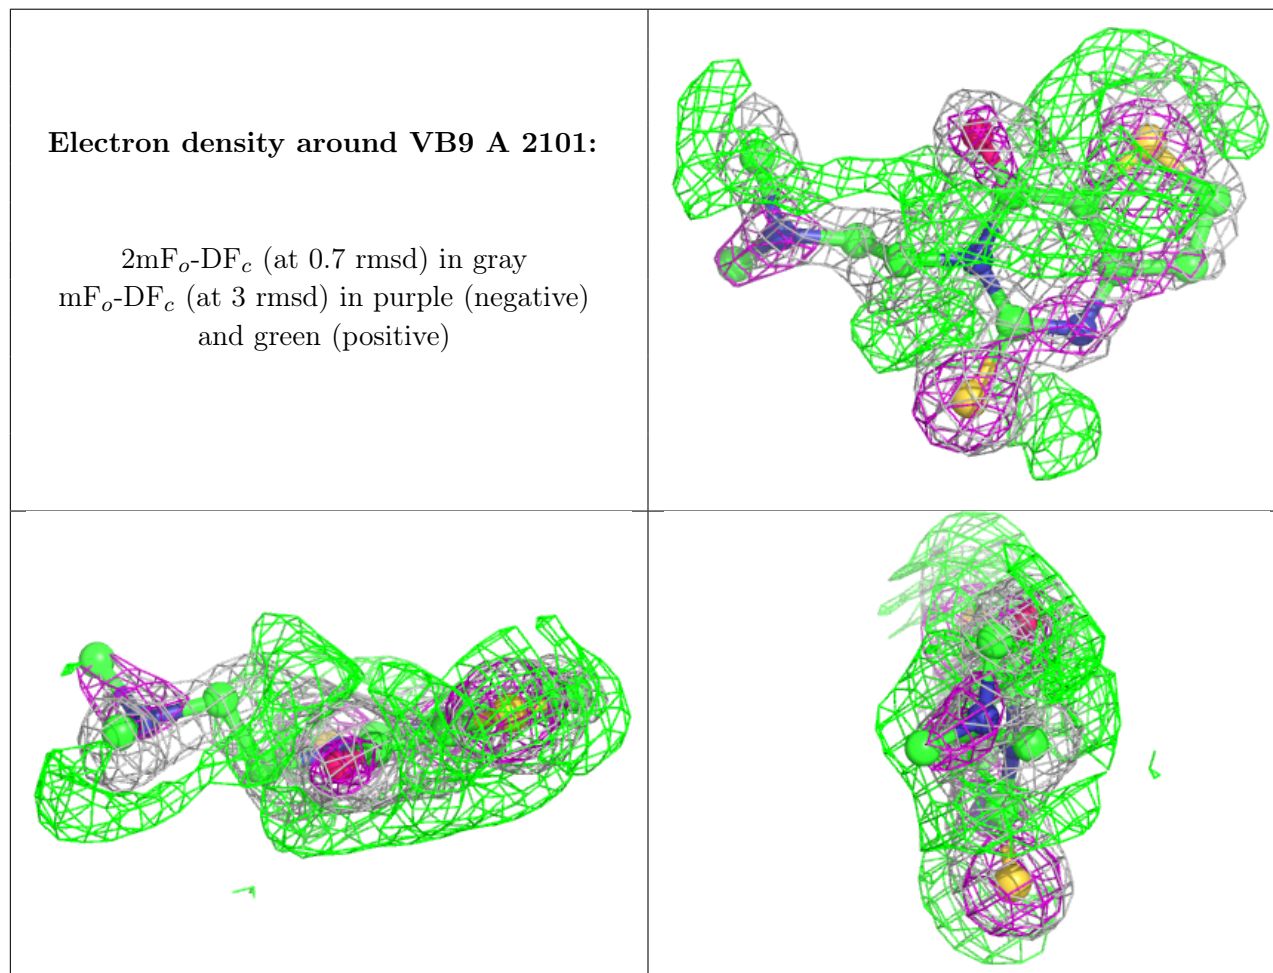 Electron density around VB9 A 2101:
2mFo-DFc (at 0.7 rmsd) in gray
mFo-DFc (at 3 rmsd) in purple (negative)
and green (positive)